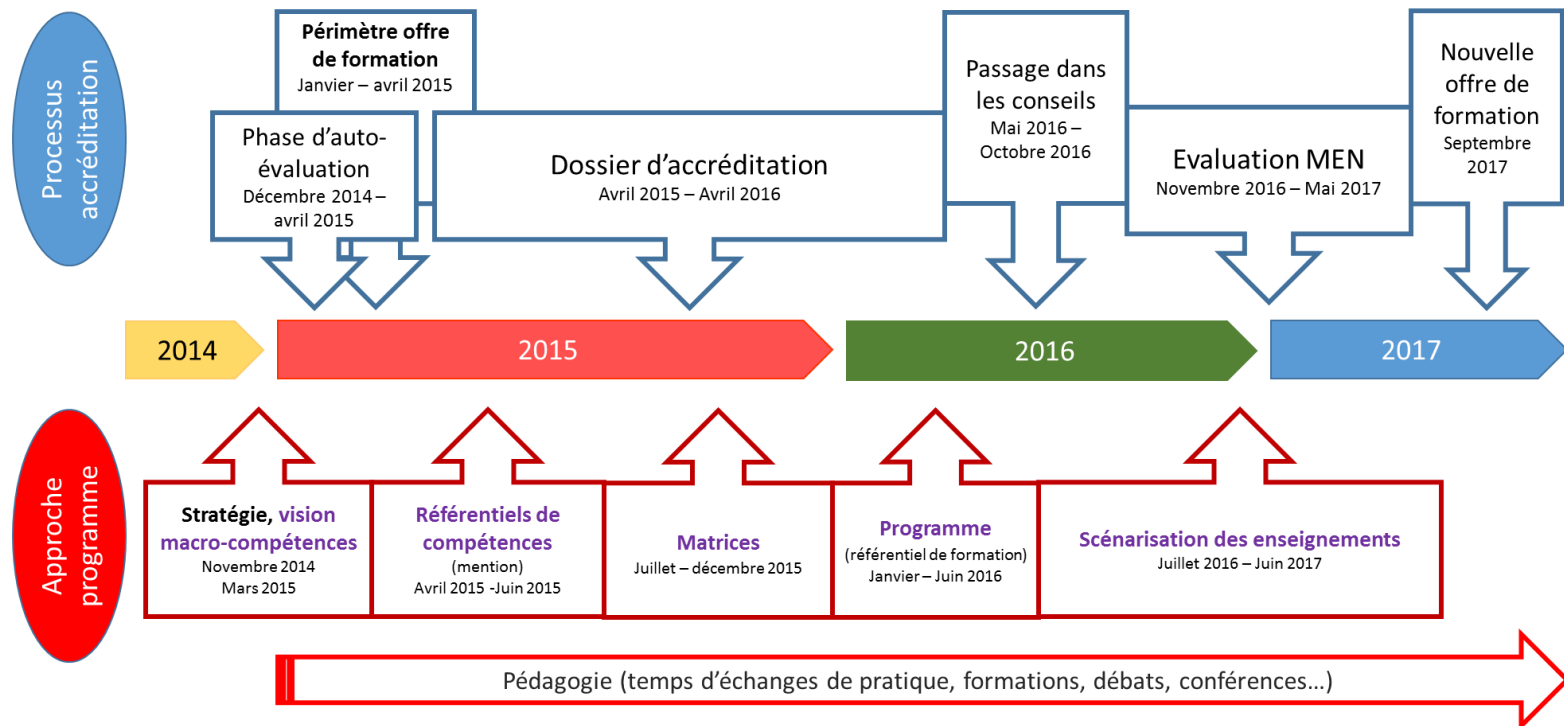 Processus
accréditation
Périmètre offre
de formation
Janvier – avril 2015
Phase d’auto-
évaluation
Décembre 2014 –
avril 2015
Dossier d’accréditation
Avril 2015 – Avril 2016
Passage dans
les conseils
Mai 2016 –
Octobre 2016
Evaluation MEN
Novembre 2016 – Mai 2017
Nouvelle
offre de
formation
Septembre
2017
2014
2015
2016
2017
Approche
programme
Stratégie, vision
macro-compétences
Novembre 2014
Mars 2015
Référentiels de
compétences
(mention)
Avril 2015 -Juin 2015
Matrices
Juillet – décembre 2015
Programme
(référentiel de formation)
Janvier – Juin 2016
Scénarisation des enseignements
Juillet 2016 – Juin 2017
Pédagogie (temps d’échanges de pratique, formations, débats, conférences…)